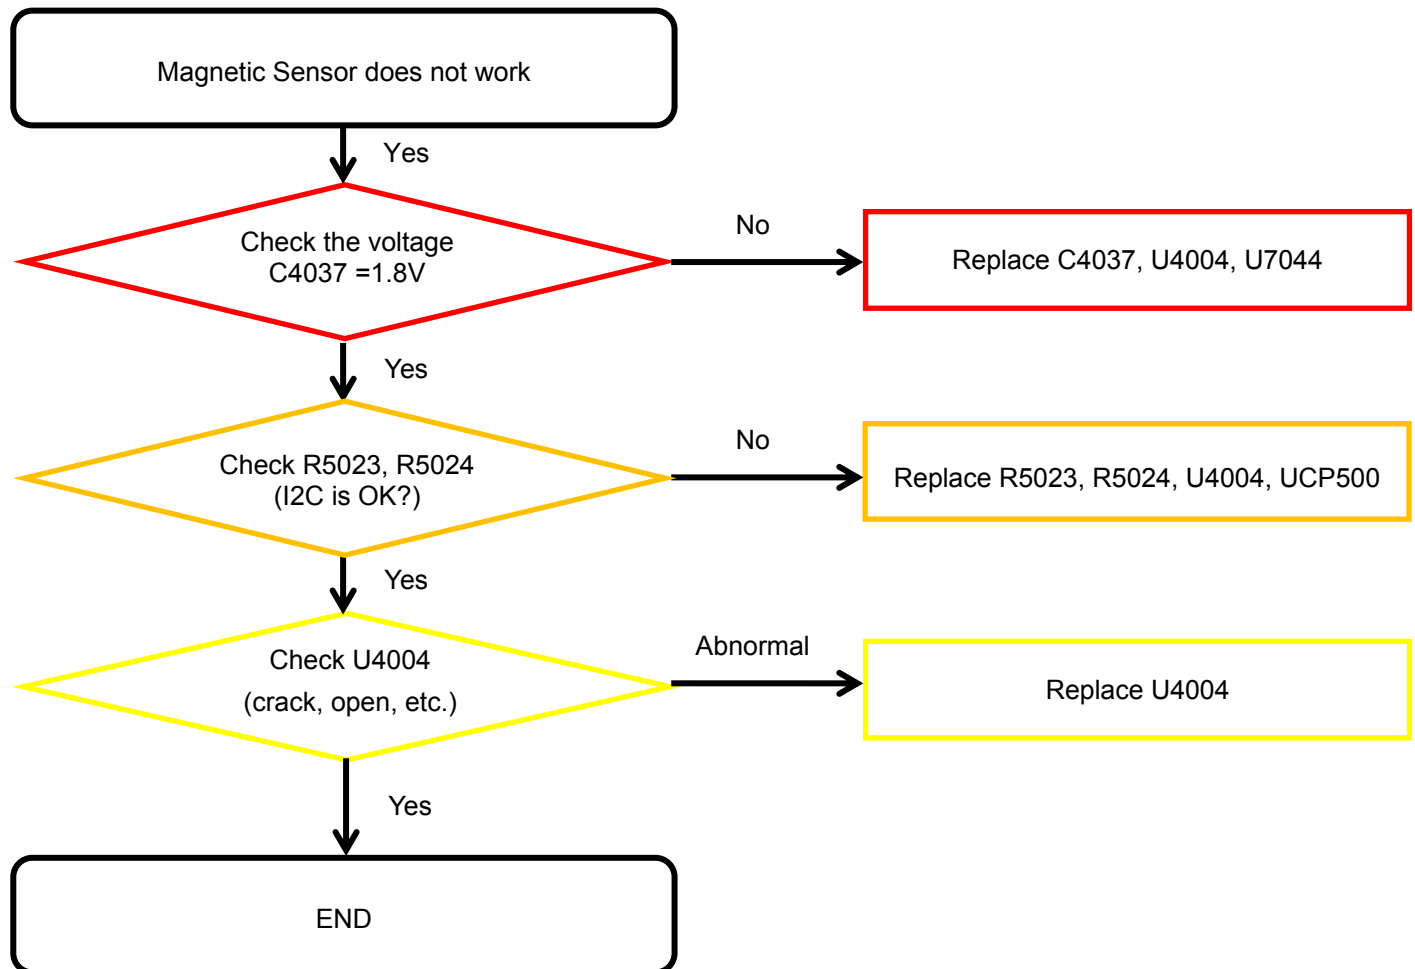 Magnetic Sensor does not work
Yes
Check the voltage
C4037 =1.8V
No
Replace C4037, U4004, U7044
Yes
Check R5023, R5024
(I2C is OK?)
No
Replace R5023, R5024, U4004, UCP500
Yes
Check U4004
(crack, open, etc.)
Abnormal
Replace U4004
Yes
END